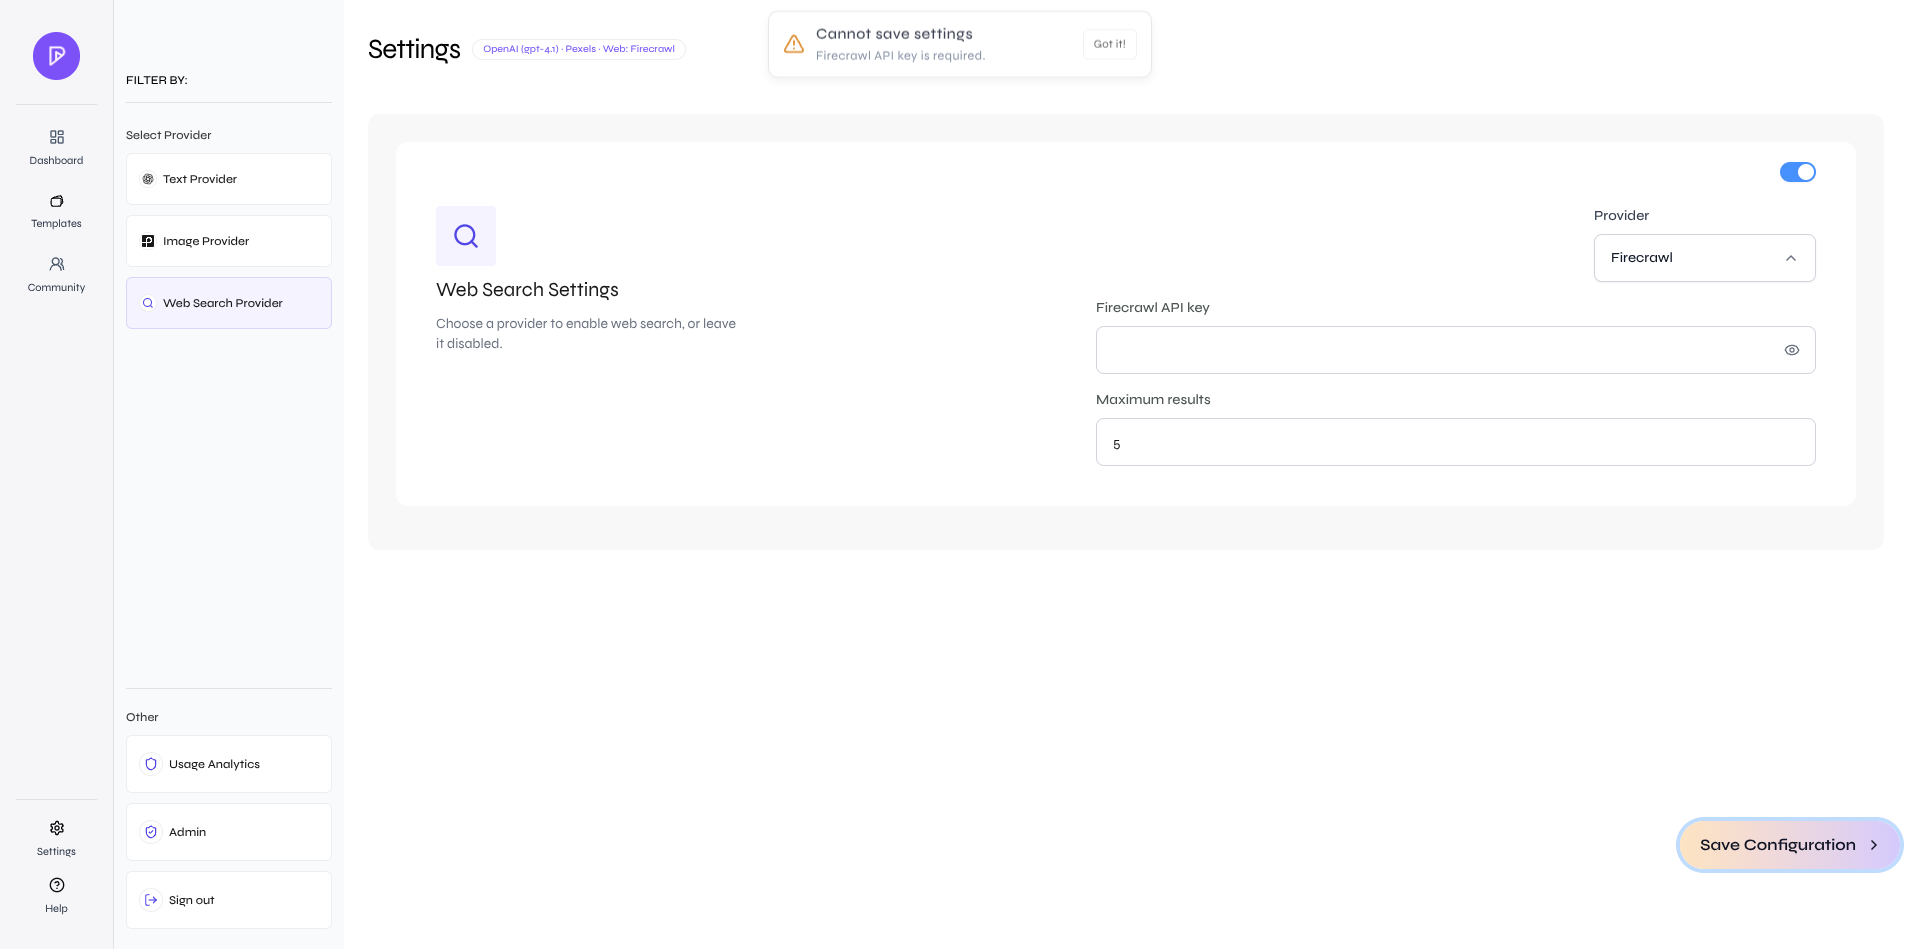 Dashboard
Templates
Community
Settings
Help
FILTER BY:
Select Provider
Text Provider
Image Provider
Web Search Provider
Other
Usage Analytics
Admin
Sign out
Settings
OpenAI (gpt-4.1) · Pexels · Web: Firecrawl
Cannot save settings
Firecrawl API key is required.
Got it!
Web Search Settings
Choose a provider to enable web search, or leave
it disabled.
Provider
Firecrawl
Firecrawl API key
Maximum results
5
Save Configuration